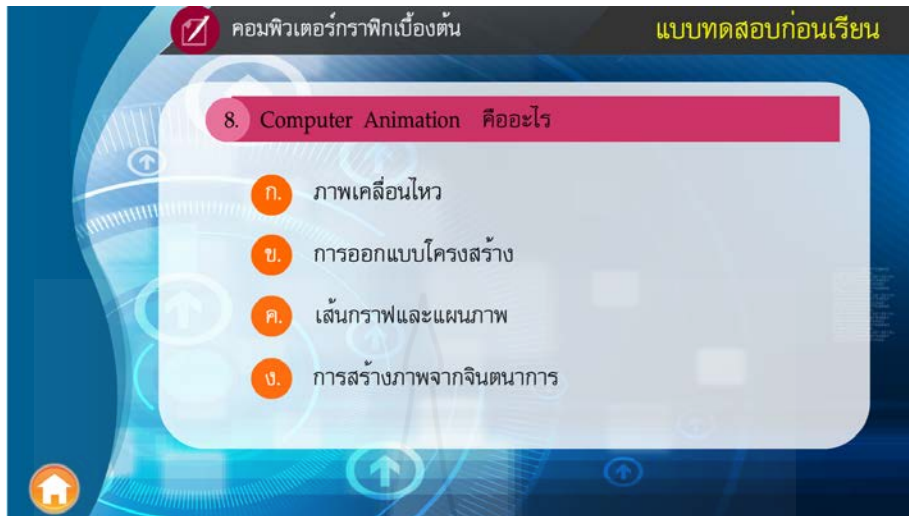 คอมพิวเตอร์กราฟิกเบื้องต้น
แบบทดสอบก่อนเรียน
8. Computer Animation คืออะไร
ก. ภาพเคลื่อนไหว
ข. การออกแบบโครงสร้าง
ค. เส้นกราฟและแผนภาพ
ง. การสร้างภาพจากจินตนาการ